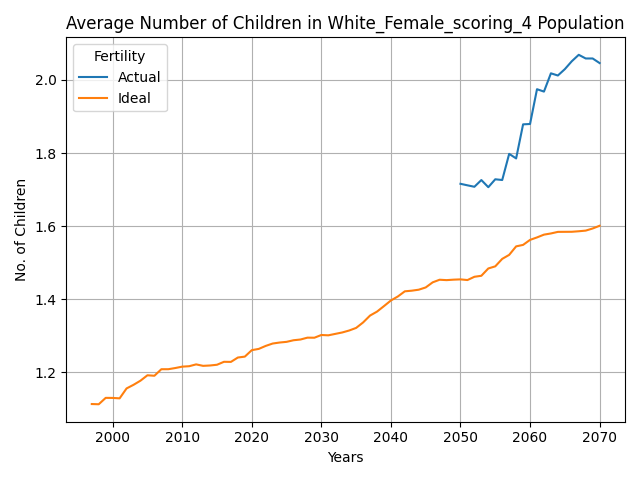 Average Number of Children in White_Female_scoring_4 Population
Fertility
Actual
Ideal
No. of Children
2.0
1.8
1.6
1.4
1.2
2000 2010 2020 2030 2040 2050 2060 2070
Years